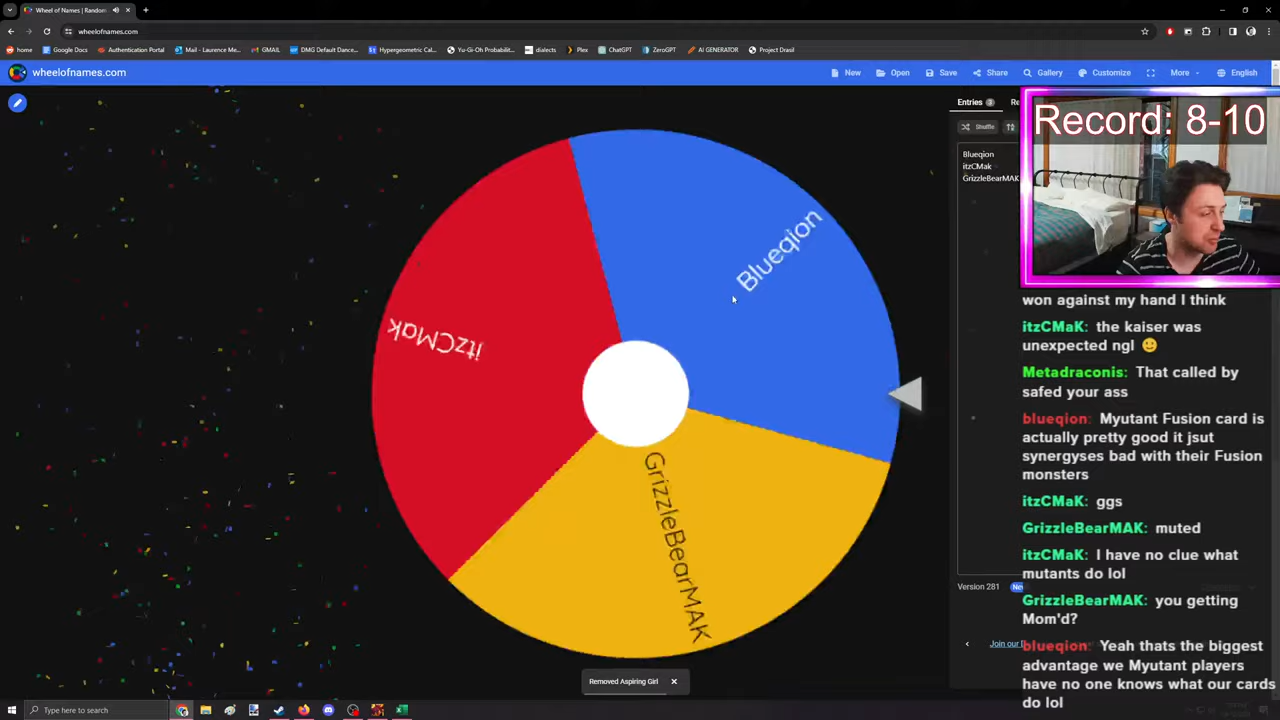 Wheel of Names | Random
wheelofnames.com
home
Google Docs
Authentication Portal
Mail - Laurence Me...
GMAIL
DMG Default Dance...
Hypergeometric Cal...
Yu-Gi-Oh Probabilit...
dialects
Plex
ChatGPT
ZeroGPT
AI GENERATOR
Project Drasil
wheelofnames.com
New
Open
Save
Share
Gallery
Customize
More
English
Entries 3
Re
Shuffle
Blueqion
itzCMak
GrizzleBearMAK
Record: 8-10
Blueqion
itzCMak
GrizzleBearMAK
won against my hand I think
itzCMaK: the kaiser was
unexpected ngl
Metadraconis: That called by
safed your ass
blueqion: Myutant Fusion card is
actually pretty good it jsut
synergyses bad with their Fusion
monsters
itzCMaK: ggs
GrizzleBearMAK: muted
itzCMaK: I have no clue what
mutants do lol
GrizzleBearMAK: you getting
Mom'd?
blueqion: Yeah thats the biggest
advantage we Myutant players
have no one knows what our cards
do lol
Version 281
Ne
Join our
Removed Aspiring Girl
Type here to search